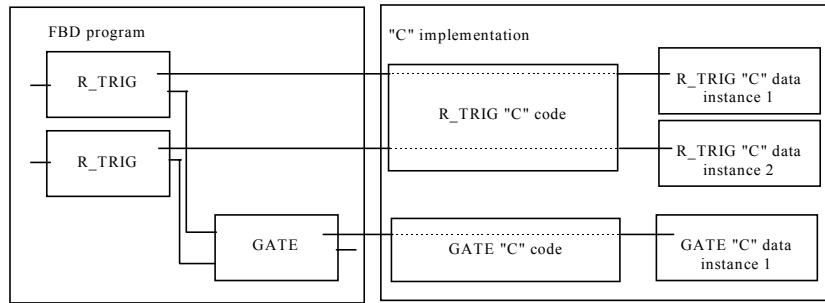 FBD program
R_TRIG
R_TRIG
GATE
"C" implementation
R_TRIG "C" code
GATE "C" code
R_TRIG "C" data
instance 1
R_TRIG "C" data
instance 2
GATE "C" data
instance 1